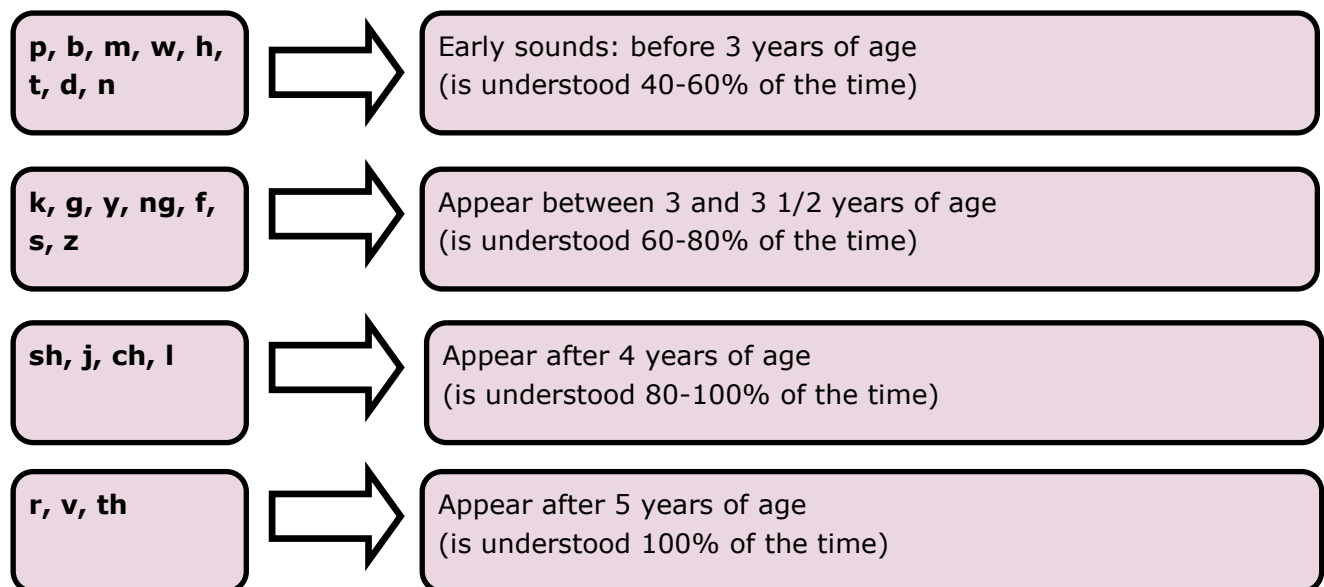 p, b, m, w, h,
t, d, n
Early sounds: before 3 years of age
(is understood 40-60% of the time)
k, g, y, ng, f,
s, z
Appear between 3 and 3 1/2 years of age
(is understood 60-80% of the time)
sh, j, ch, l
Appear after 4 years of age
(is understood 80-100% of the time)
r, v, th
Appear after 5 years of age
(is understood 100% of the time)